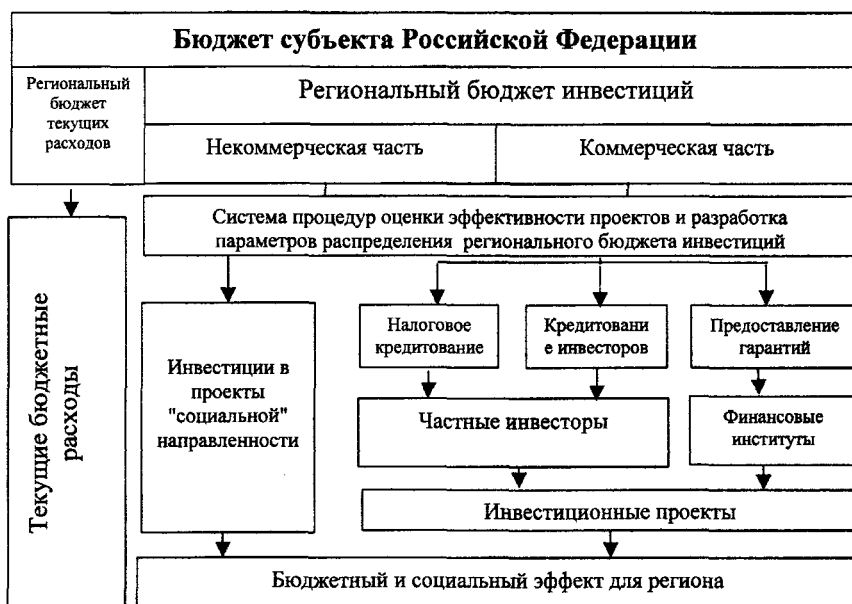 Бюджет субъекта Российской Федерации
Региональный
бюджет
текущих
расходов
Региональный бюджет инвестиций
Некоммерческая часть
Коммерческая часть
Система процедур оценки эффективности проектов и разработка
параметров распределения регионального бюджета инвестиций
Текущие бюджетные
расходы
Инвестиции в
проекты
"социальной"
направленности
Налоговое
кредитование
Кредитовани
е инвесторов
Предоставление
гарантий
Частные инвесторы
Финансовые
институты
Инвестиционные проекты
Бюджетный и социальный эффект для региона